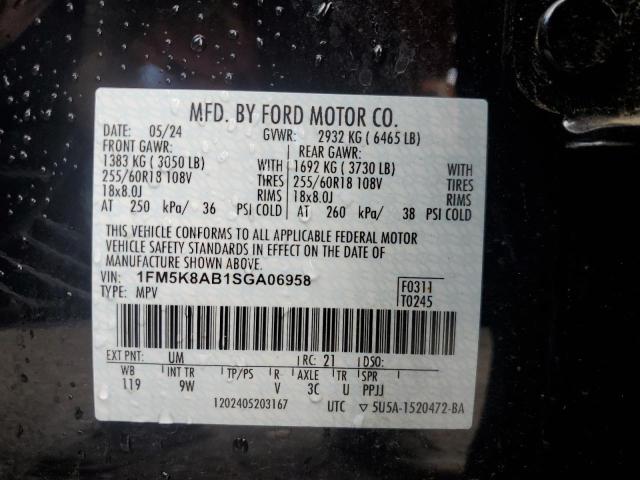 MFD. BY FORD MOTOR CO.
DATE: 05/24 GVWR: 2932 KG ( 6465 LB)
FRONT GAWR: REAR GAWR:
1383 KG ( 3050 LB) WITH 1692 KG ( 3730 LB) WITH
255/60R18 108V TIRES 255/60R18 108V TIRES
18x8.0J RIMS 18x8.0J RIMS
AT 250 kPa/ 36 PSI COLD AT 260 kPa/ 38 PSI COLD
THIS VEHICLE CONFORMS TO ALL APPLICABLE FEDERAL MOTOR
VEHICLE SAFETY STANDARDS IN EFFECT ON THE DATE OF
MANUFACTURE SHOWN ABOVE.
VIN: 1FM5K8AB1SGA06958 F0311
TYPE: MPV T0245
EXT PNT: UM RC: 21 DSO:
WB INT TR TP/PS R AXLE TR SPR
119 9W V 3C U PPJJ
1202405203167 UTC ▽ 5U5A-1520472-BA